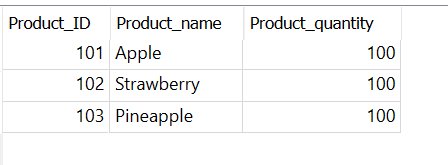 Product_ID Product_name Product_quantity
101 Apple 100
102 Strawberry 100
103 Pineapple 100